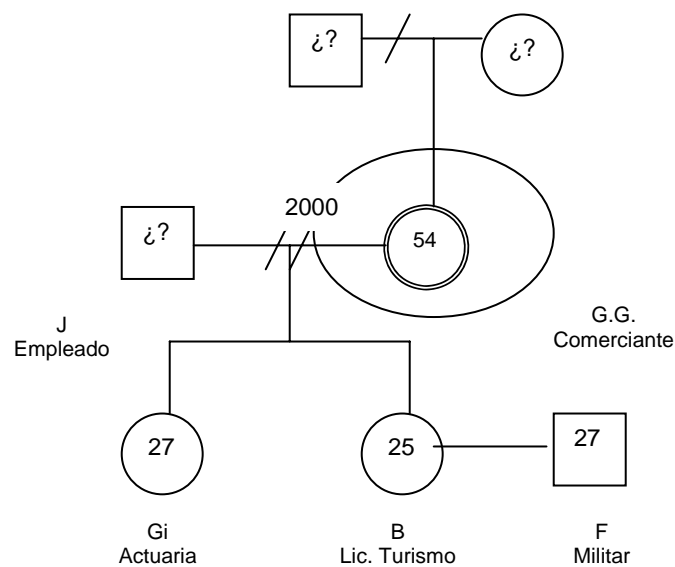 ¿?
¿?
2000
¿?
54
J
Empleado
G.G.
Comerciante
27
25
27
Gi
Actuaria
B
Lic. Turismo
F
Militar